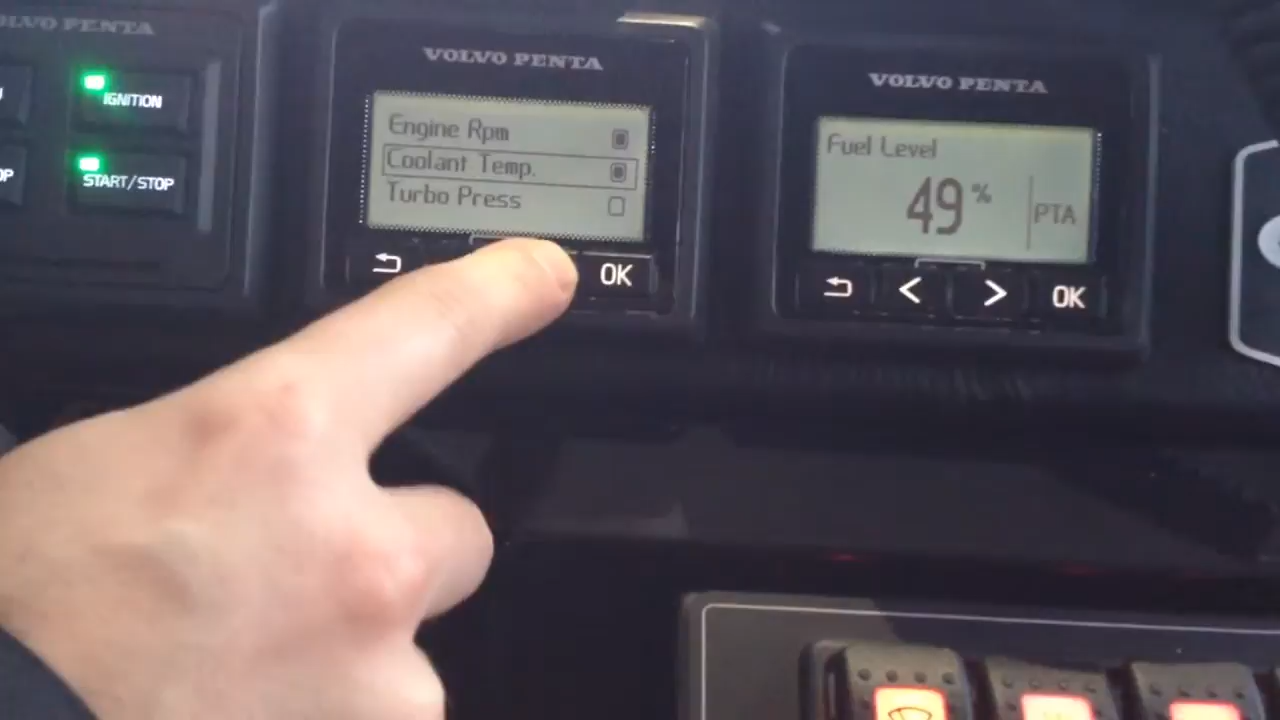 VOLVO PENTA
IGNITION
START/STOP
VOLVO PENTA
Engine Rpm
Coolant Temp.
Turbo Press
OK
VOLVO PENTA
Fuel Level
49 %
PTA
< > OK